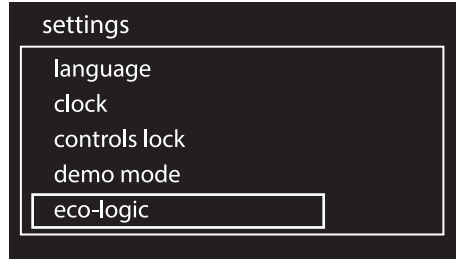 settings
language
clock
controls lock
demo mode
eco-logic